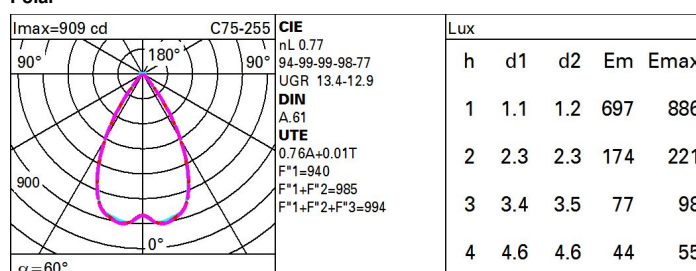 Polar
Imax=909 cd C75-255
90° 180° 90°
900
0°
α=60°
CIE
nL 0.77
94-99-99-98-77
UGR 13.4-12.9
DIN
A.61
UTE
0.76A+0.01T
F"1=940
F"1+F"2=985
F"1+F"2+F"3=994
Lux
h d1 d2 Em Emax
1 1.1 1.2 697 886
2 2.3 2.3 174 221
3 3.4 3.5 77 98
4 4.6 4.6 44 55